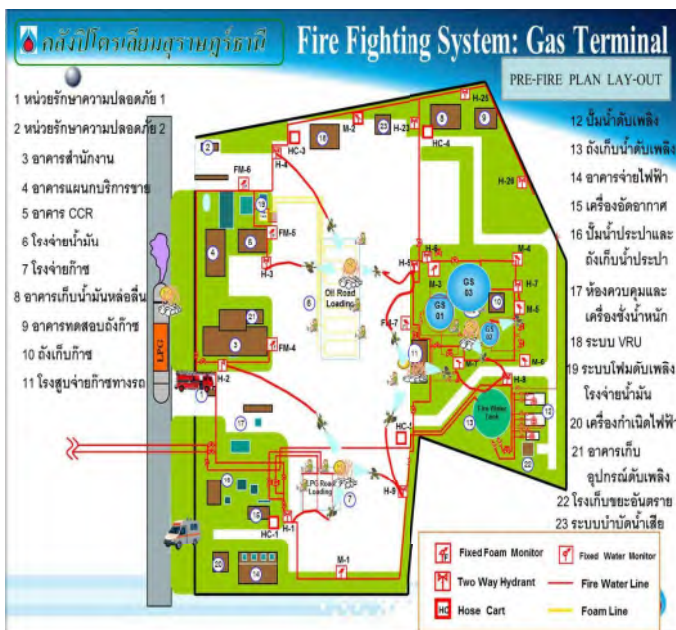 คลังปิโตรเลียมสุราษฎร์ธานี
Fire Fighting System: Gas Terminal
PRE-FIRE PLAN LAY-OUT
1 หน่วยรักษาความปลอดภัย 1
2 หน่วยรักษาความปลอดภัย 2
3 อาคารสำนักงาน
4 อาคารแผนกบริการขาย
5 อาคาร CCR
6 โรงจ่ายน้ำมัน
7 โรงจ่ายก๊าซ
8 อาคารเก็บน้ำมันหล่อลื่น
9 อาคารทดสอบถังก๊าซ
10 ถังเก็บก๊าซ
11 โรงสูบจ่ายก๊าซทางรถ
12 ปั๊มน้ำดับเพลิง
13 ถังเก็บน้ำดับเพลิง
14 อาคารจ่ายไฟฟ้า
15 เครื่องอัดอากาศ
16 ปั๊มน้ำประปาและ
ถังเก็บน้ำประปา
17 ห้องควบคุมและ
เครื่องชั่งน้ำหนัก
18 ระบบ VRU
19 ระบบโฟมดับเพลิง
โรงจ่ายน้ำมัน
20 เครื่องกำเนิดไฟฟ้า
21 อาคารเก็บ
อุปกรณ์ดับเพลิง
22 โรงเก็บขยะอันตราย
23 ระบบบำบัดน้ำเสีย
H-25
M-2
H-23
HC-3
HC-4
H-4
FM-6
H-26
FM-5
H-3
H-6
M-4
H-5
M-3
GS
03
H-7
GS
01
M-5
GS
02
Oil Road
Loading
LPG
FM-4
M-7
M-6
H-2
H-8
Fire Water
Tank
HC-5
LPG Road
Loading
H-9
HC-1
H-1
M-1
Fixed Foam Monitor
Fixed Water Monitor
Two Way Hydrant
Fire Water Line
HC
Hose Cart
Foam Line